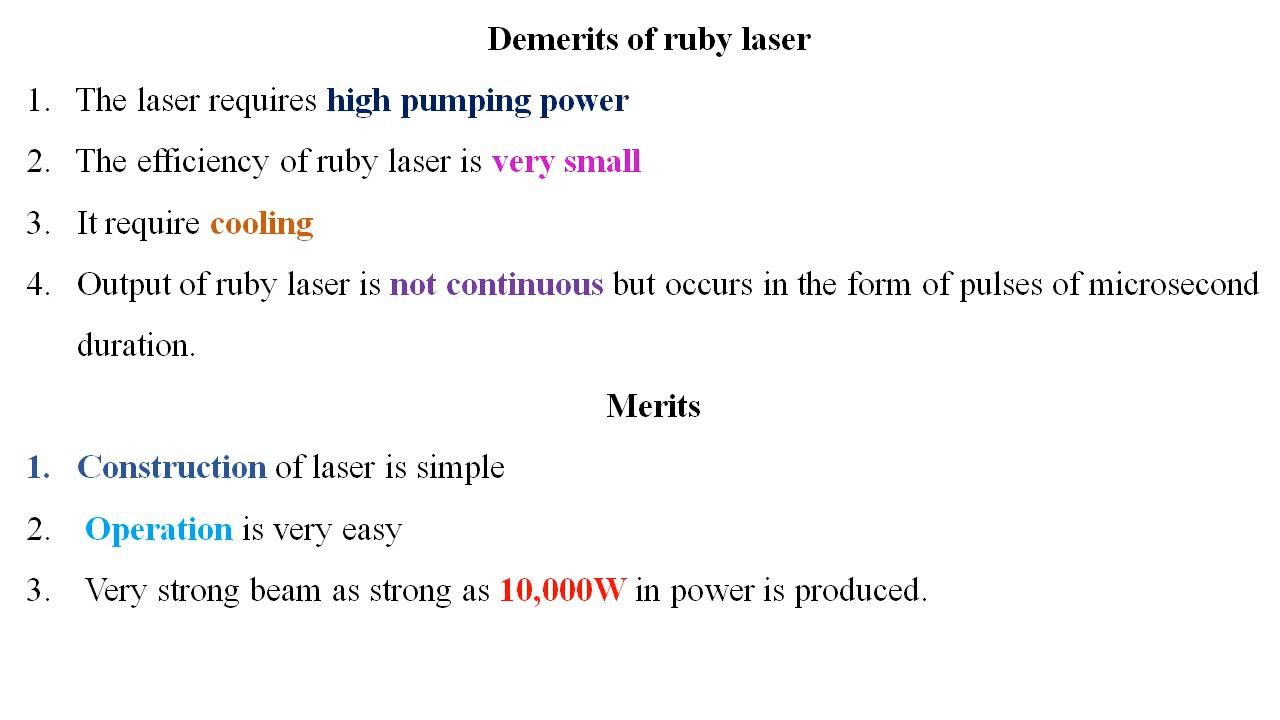 Demerits of ruby laser
1. The laser requires high pumping power
2. The efficiency of ruby laser is very small
3. It require cooling
4. Output of ruby laser is not continuous but occurs in the form of pulses of microsecond
duration.
Merits
1. Construction of laser is simple
2. Operation is very easy
3. Very strong beam as strong as 10,000W in power is produced.